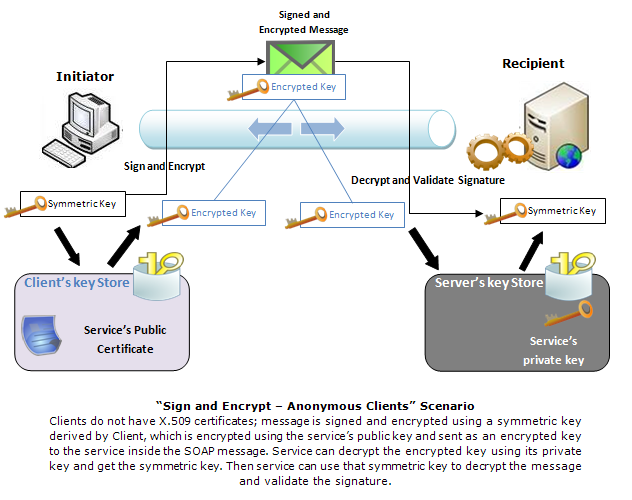 Signed and
Encrypted Message
Initiator
Recipient
Encrypted Key
Sign and Encrypt
Decrypt and Validate Signature
Symmetric Key
Encrypted Key
Encrypted Key
Symmetric Key
Client's key Store
Server's key Store
Service's Public
Certificate
Service's
private key
"Sign and Encrypt – Anonymous Clients" Scenario
Clients do not have X.509 certificates; message is signed and encrypted using a symmetric key
derived by Client, which is encrypted using the service's public key and sent as an encrypted key
to the service inside the SOAP message. Service can decrypt the encrypted key using its private
key and get the symmetric key. Then service can use that symmetric key to decrypt the message
and validate the signature.